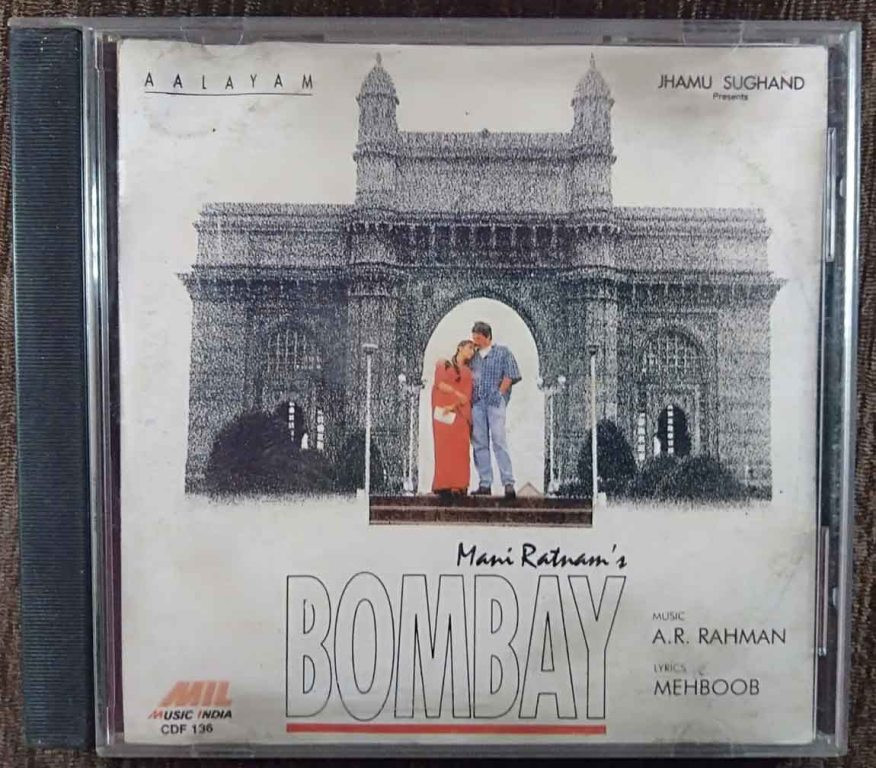 AALAYAM
JHAMU SUGHAND
Presents
Mani Ratnam's
BOMBAY
MUSIC
A.R. RAHMAN
LYRICS
MEHBOOB
MIL
MUSIC INDIA
CDF 136